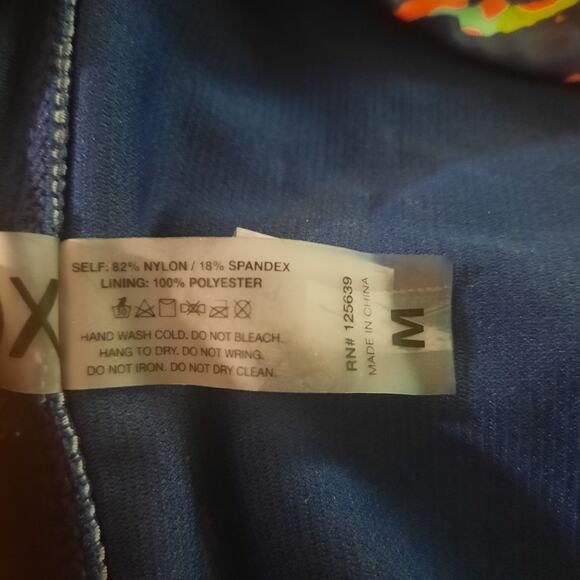 X
SELF: 82% NYLON / 18% SPANDEX
LINING: 100% POLYESTER
30
HAND WASH COLD. DO NOT BLEACH.
HANG TO DRY. DO NOT WRING.
DO NOT IRON. DO NOT DRY CLEAN.
RN# 125639
MADE IN CHINA
M